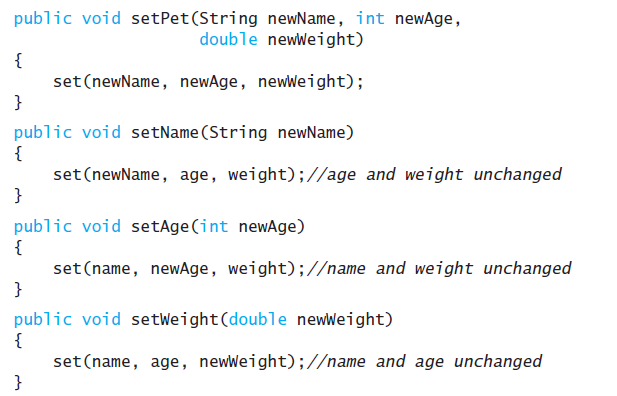 public void setPet(String newName, int newAge,
                   double newWeight)
{
    set(newName, newAge, newWeight);
}
public void setName(String newName)
{
    set(newName, age, weight);//age and weight unchanged
}
public void setAge(int newAge)
{
    set(name, newAge, weight);//name and weight unchanged
}
public void setWeight(double newWeight)
{
    set(name, age, newWeight);//name and age unchanged
}